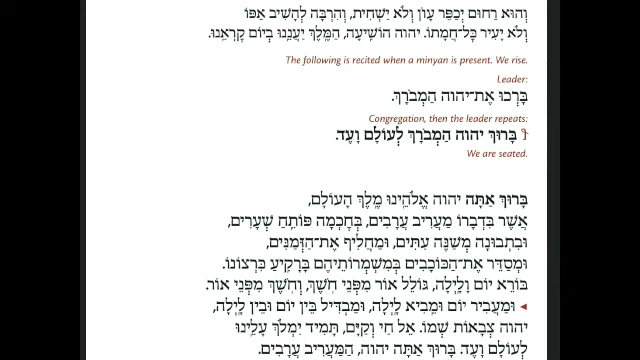 וְהוּא רַחוּם יְכַפֵּר עָוֹן וְלֹא יַשְׁחִית, וְהִרְבָּה לְהָשִׁיב אַפּוֹ
וְלֹא יָעִיר כׇּל־חֲמָתוֹ. יהוה הוֹשִֽׁיעָה, הַמֶּֽלֶךְ יַעֲנֵֽנוּ בְיוֹם קׇרְאֵֽנוּ.
The following is recited when a minyan is present. We rise.
Leader:
בָּרְכוּ אֶת־יהוה הַמְבֹרָךְ.
Congregation, then the leader repeats:
בָּרוּךְ יהוה הַמְבֹרָךְ לְעוֹלָם וָעֶד.
We are seated.
בָּרוּךְ אַתָּה יהוה אֱלֹהֵֽינוּ מֶֽלֶךְ הָעוֹלָם,
אֲשֶׁר בִּדְבָרוֹ מַעֲרִיב עֲרָבִים, בְּחׇכְמָה פּוֹתֵֽחַ שְׁעָרִים,
וּבִתְבוּנָה מְשַׁנֶּה עִתִּים, וּמַחֲלִיף אֶת־הַזְּמַנִּים,
וּמְסַדֵּר אֶת־הַכּוֹכָבִים בְּמִשְׁמְרוֹתֵיהֶם בָּרָקִֽיעַ כִּרְצוֹנוֹ.
בּוֹרֵא יוֹם וָלָֽיְלָה, גּוֹלֵל אוֹר מִפְּנֵי חֹֽשֶׁךְ, וְחֹֽשֶׁךְ מִפְּנֵי אוֹר.
◂ וּמַעֲבִיר יוֹם וּמֵֽבִיא לָֽיְלָה, וּמַבְדִּיל בֵּין יוֹם וּבֵין לָֽיְלָה,
יהוה צְבָאוֹת שְׁמוֹ. אֵל חַי וְקַיָּם, תָּמִיד יִמְלֹךְ עָלֵֽינוּ
לְעוֹלָם וָעֶד. בָּרוּךְ אַתָּה יהוה, הַמַּעֲרִיב עֲרָבִים.